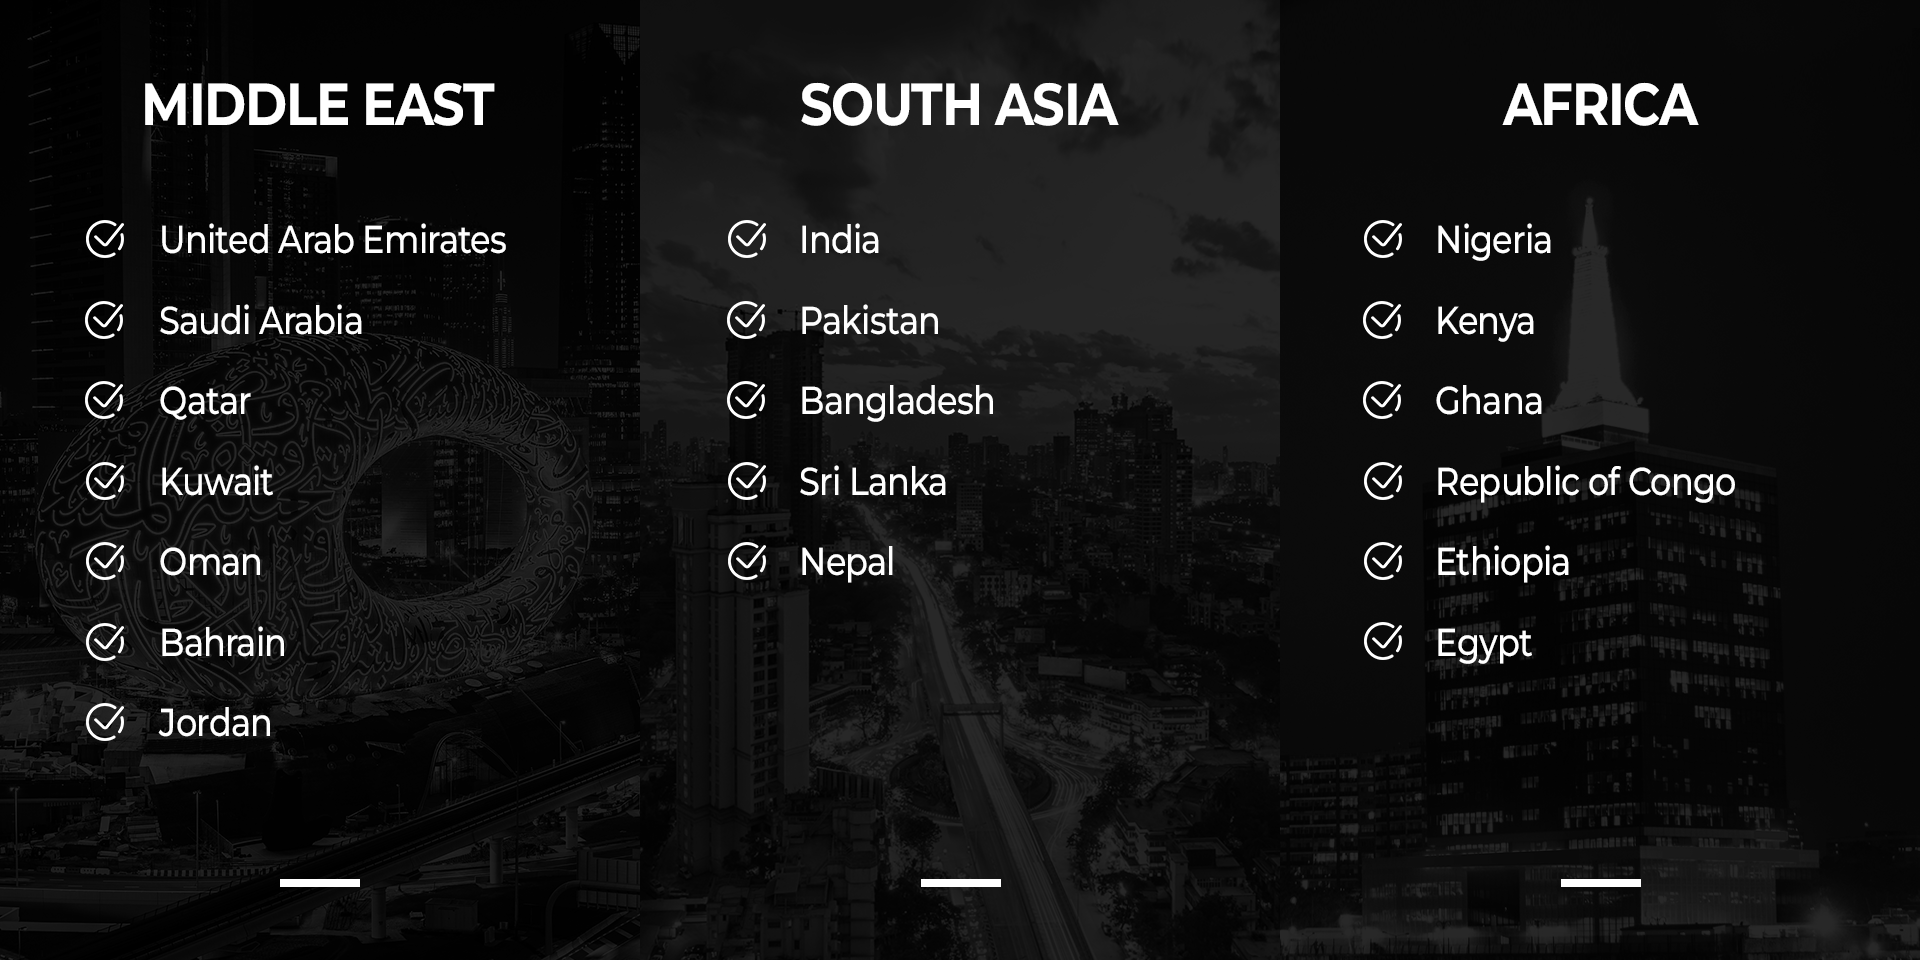 MIDDLE EAST
United Arab Emirates
Saudi Arabia
Qatar
Kuwait
Oman
Bahrain
Jordan
SOUTH ASIA
India
Pakistan
Bangladesh
Sri Lanka
Nepal
AFRICA
Nigeria
Kenya
Ghana
Republic of Congo
Ethiopia
Egypt